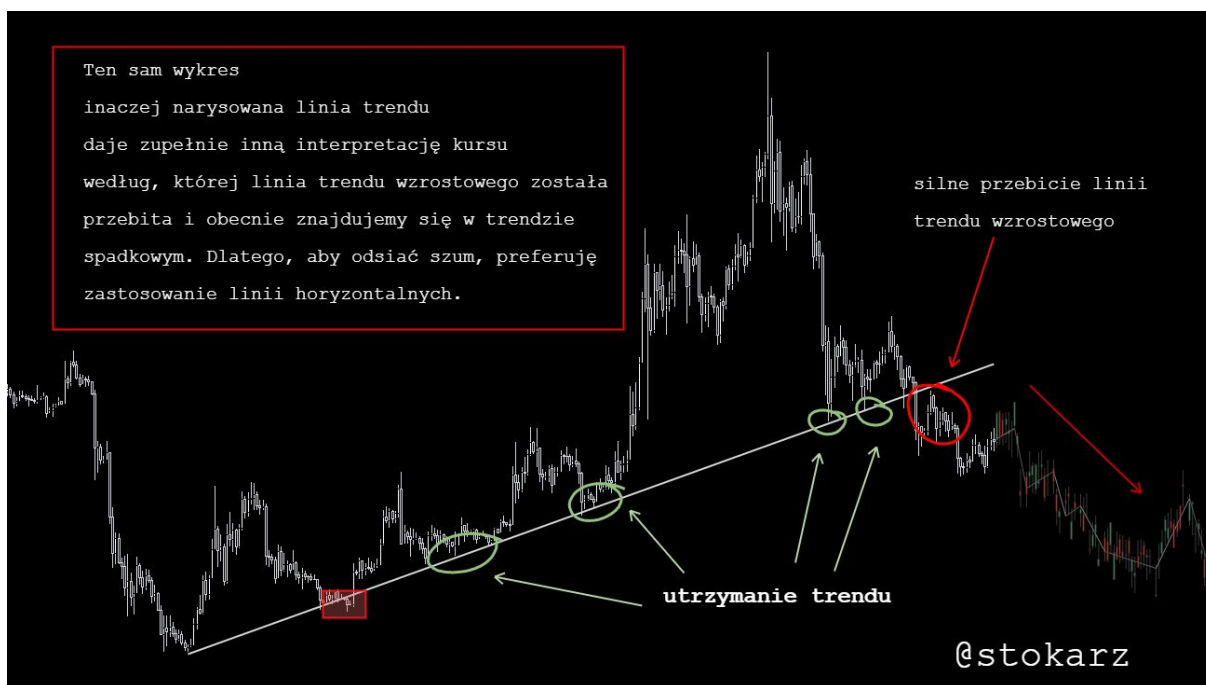 Ten sam wykres
inaczej narysowana linia trendu
daje zupełnie inną interpretację kursu
według, której linia trendu wzrostowego została
przebita i obecnie znajdujemy się w trendzie
spadkowym. Dlatego, aby odsiać szum, preferuję
zastosowanie linii horyzontalnych.
silne przebicie linii
trendu wzrostowego
utrzymanie trendu
@stokarz